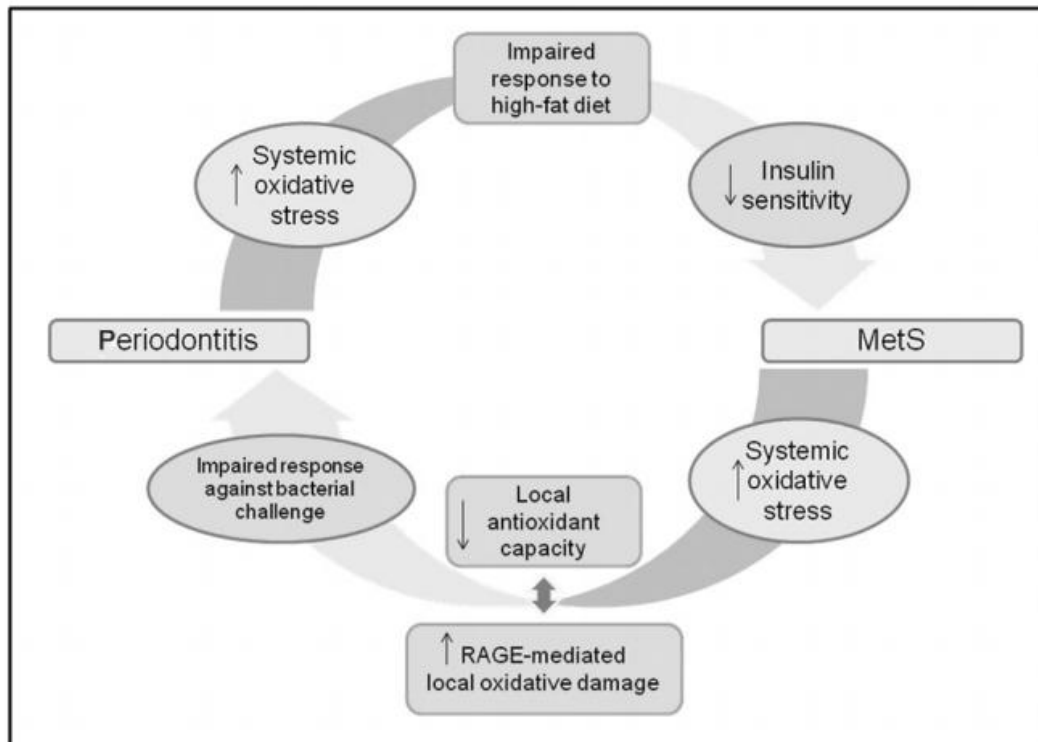 Impaired
response to
high-fat diet
↑ Systemic
oxidative
stress
↓ Insulin
sensitivity
Periodontitis
MetS
Impaired response
against bacterial
challenge
↓ Local
antioxidant
capacity
↑ Systemic
oxidative
stress
↑ RAGE-mediated
local oxidative damage